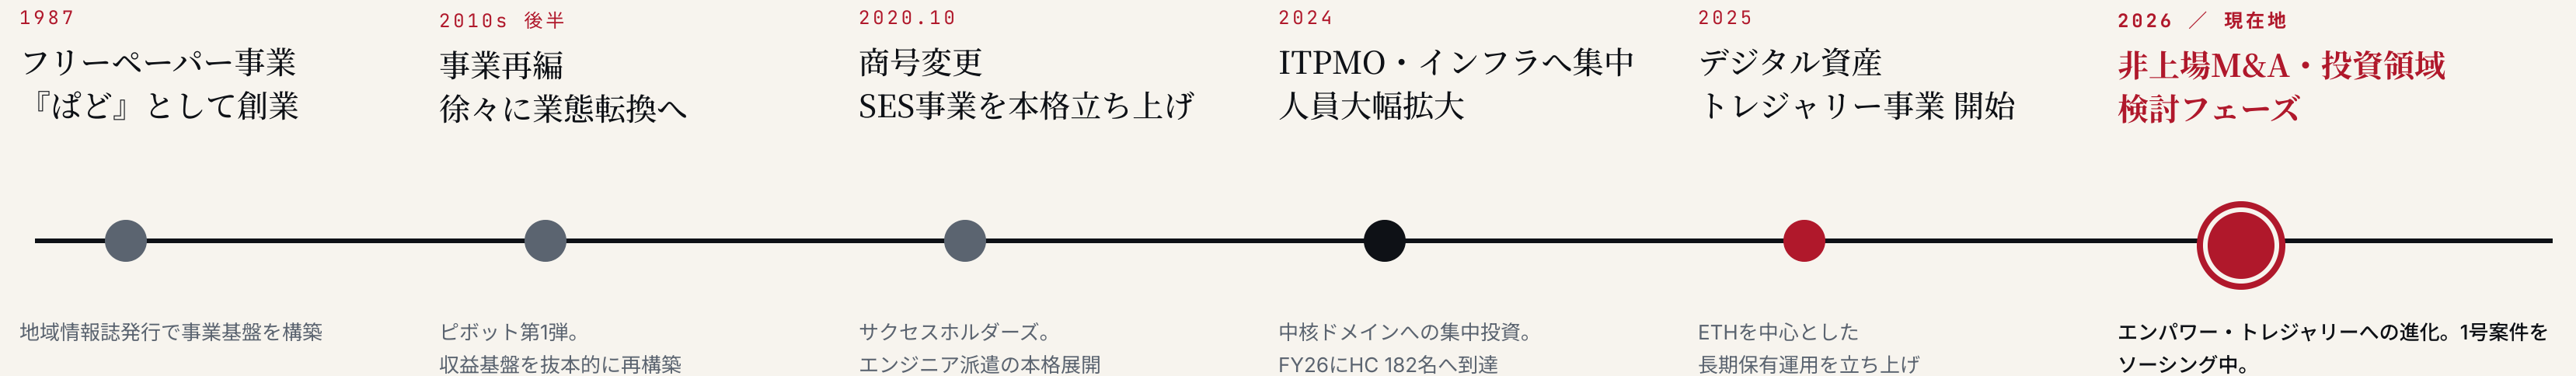 1987
フリーペーパー事業
『ぱど』として創業
地域情報誌発行で事業基盤を構築
2010s 後半
事業再編
徐々に業態転換へ
ピボット第1弾。
収益基盤を抜本的に再構築
2020.10
商号変更
SES事業を本格立ち上げ
サクセスホルダーズ。
エンジニア派遣の本格展開
2024
ITPMO・インフラへ集中
人員大幅拡大
中核ドメインへの集中投資。
FY26にHC 182名へ到達
2025
デジタル資産
トレジャリー事業 開始
ETHを中心とした
長期保有運用を立ち上げ
2026 ／ 現在地
非上場M&A・投資領域
検討フェーズ
エンパワー・トレジャリーへの進化。1号案件を
ソーシング中。